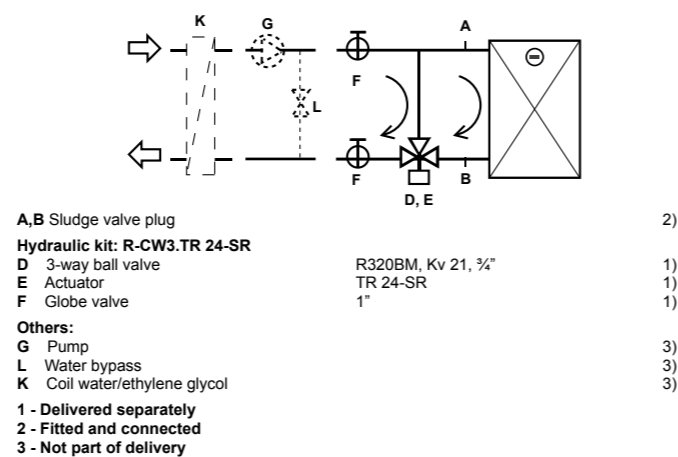 K
G
A
L
F
F
B
D, E
A,B Sludge valve plug 2)
Hydraulic kit: R-CW3.TR 24-SR
D 3-way ball valve R320BM, Kv 21, ¾” 1)
E Actuator TR 24-SR 1)
F Globe valve 1” 1)
Others:
G Pump 3)
L Water bypass 3)
K Coil water/ethylene glycol 3)
1 - Delivered separately
2 - Fitted and connected
3 - Not part of delivery